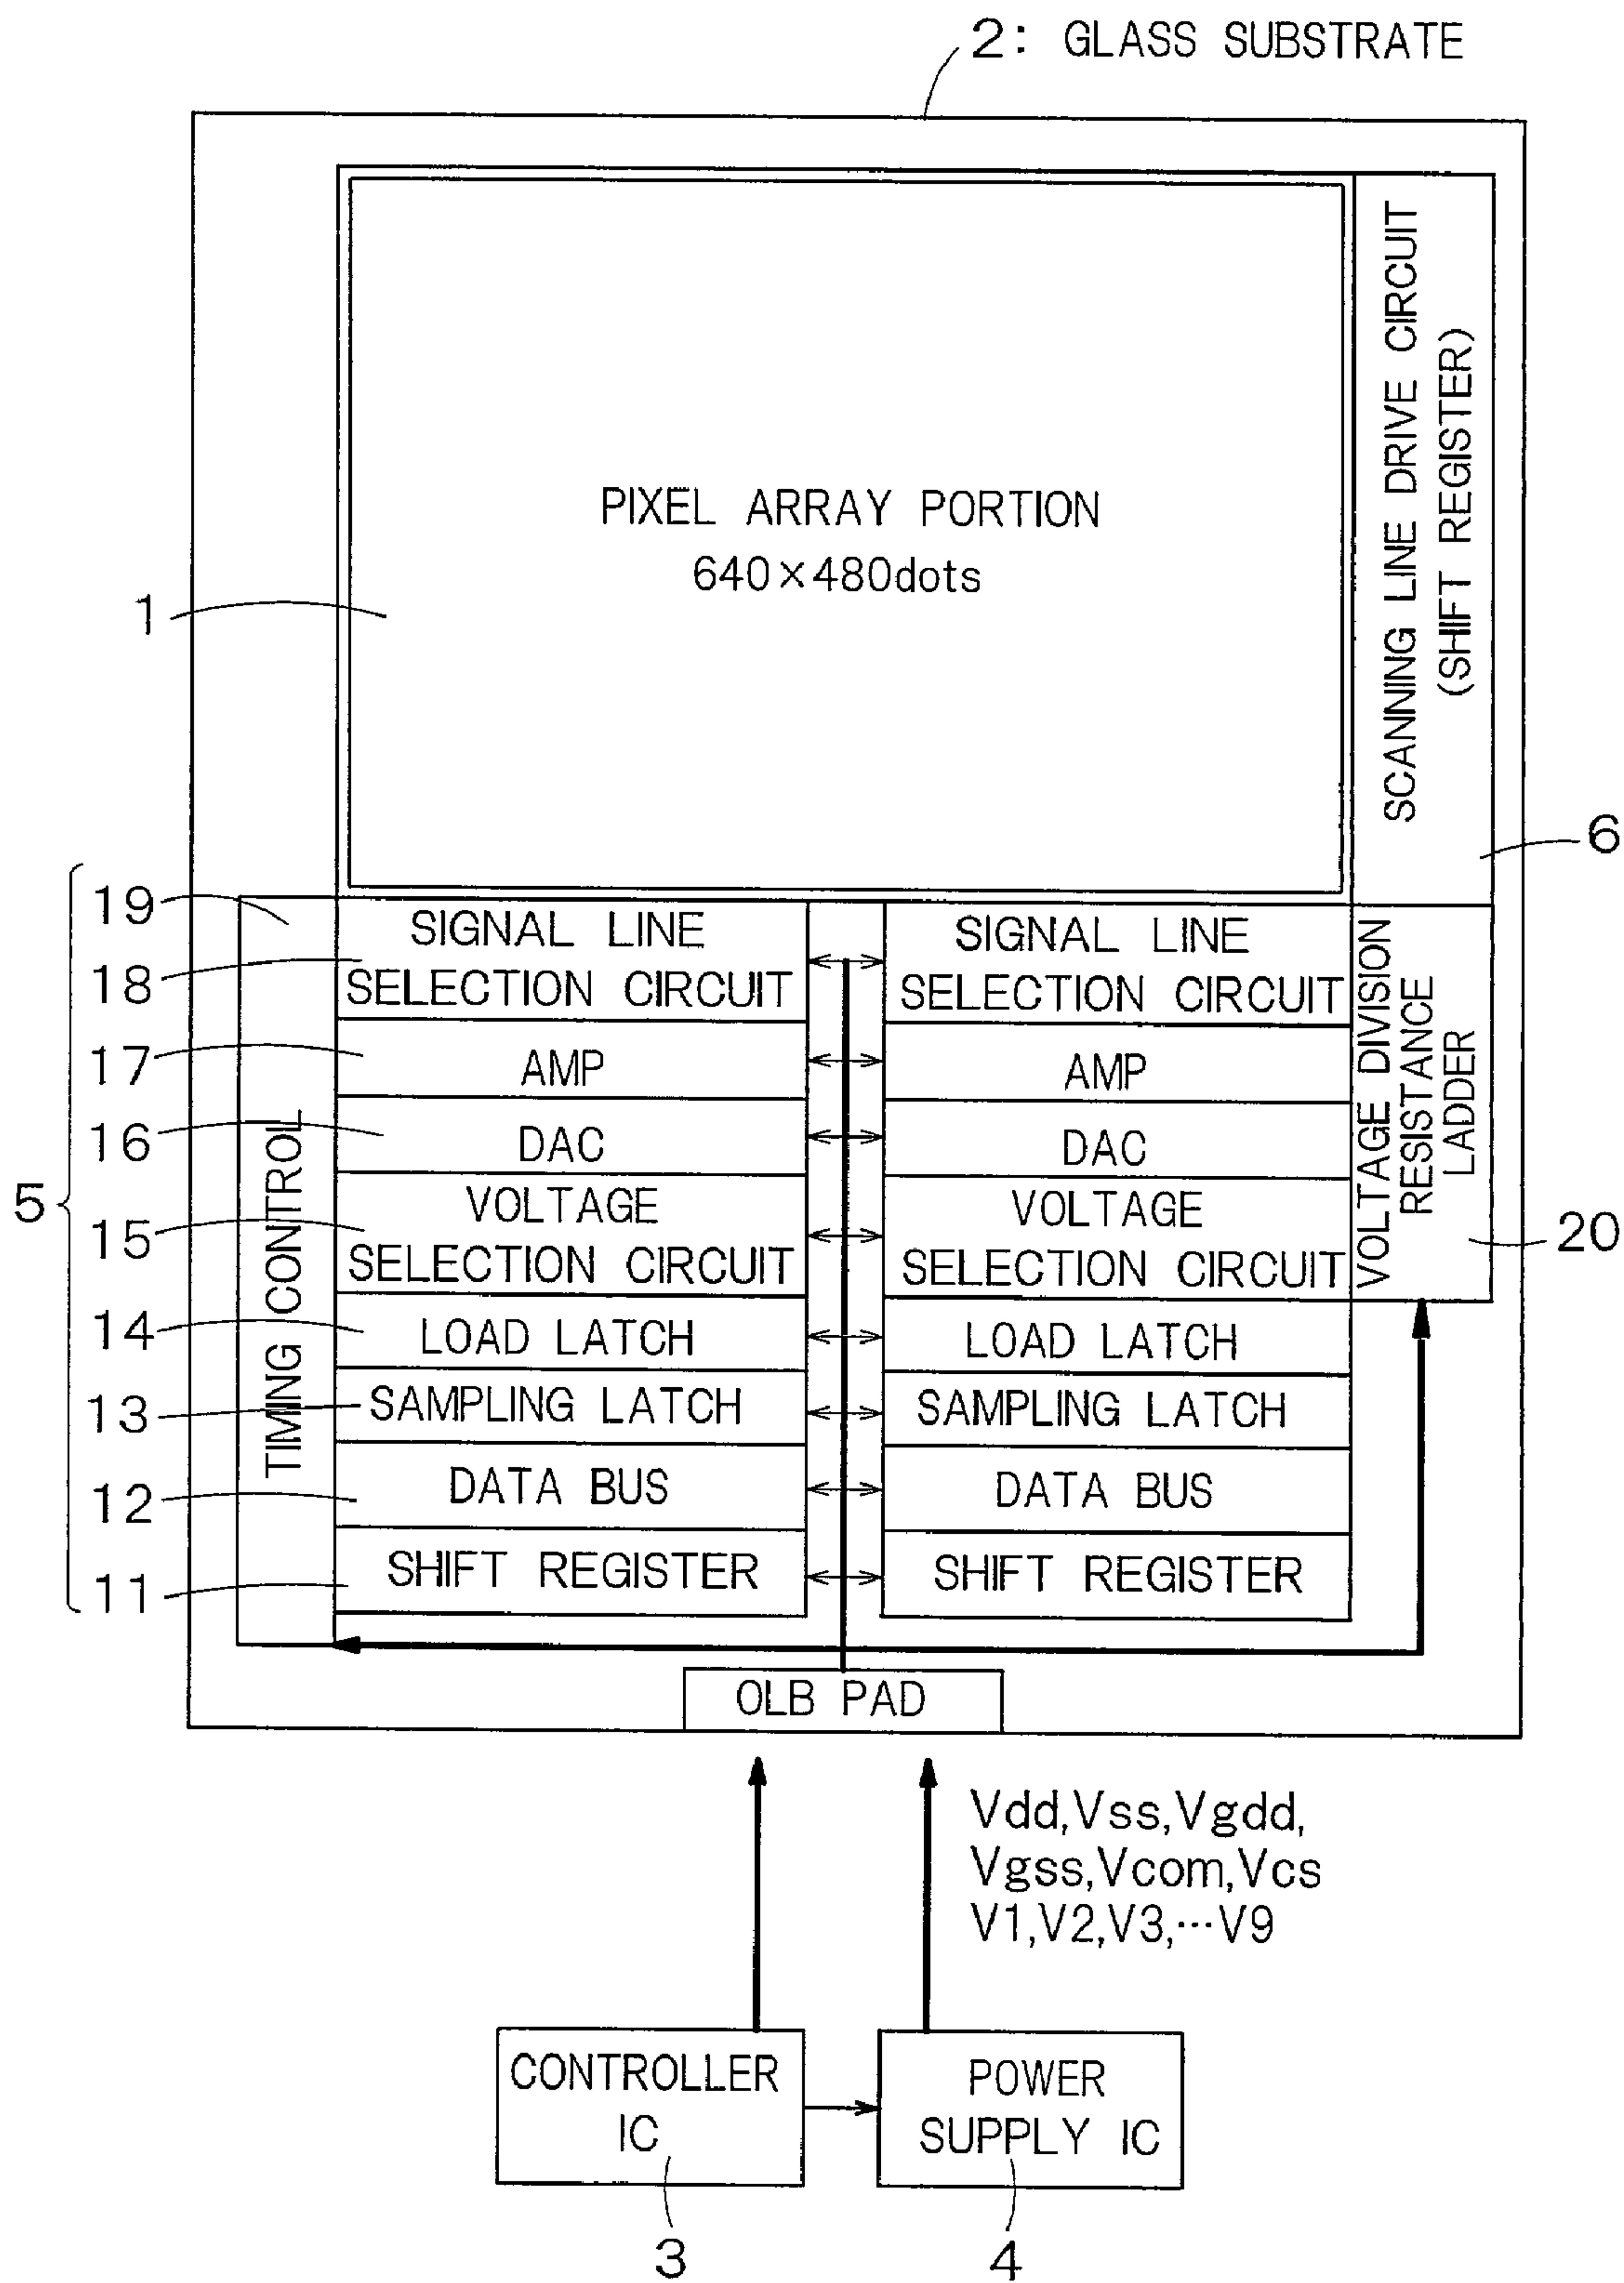 2: GLASS SUBSTRATE
PIXEL ARRAY PORTION
640×480dots
1
SCANNING LINE DRIVE CIRCUIT
(SHIFT REGISTER)
6
5
19
18
17
16
15
14
13
12
11
TIMING CONTROL
SIGNAL LINE
SELECTION CIRCUIT
AMP
DAC
VOLTAGE
SELECTION CIRCUIT
LOAD LATCH
SAMPLING LATCH
DATA BUS
SHIFT REGISTER
SIGNAL LINE
SELECTION CIRCUIT
AMP
DAC
VOLTAGE
SELECTION CIRCUIT
LOAD LATCH
SAMPLING LATCH
DATA BUS
SHIFT REGISTER
VOLTAGE DIVISION
RESISTANCE
LADDER
20
OLB PAD
Vdd,Vss,Vgdd,
Vgss,Vcom,Vcs
V1,V2,V3,···V9
CONTROLLER
IC
POWER
SUPPLY IC
3
4